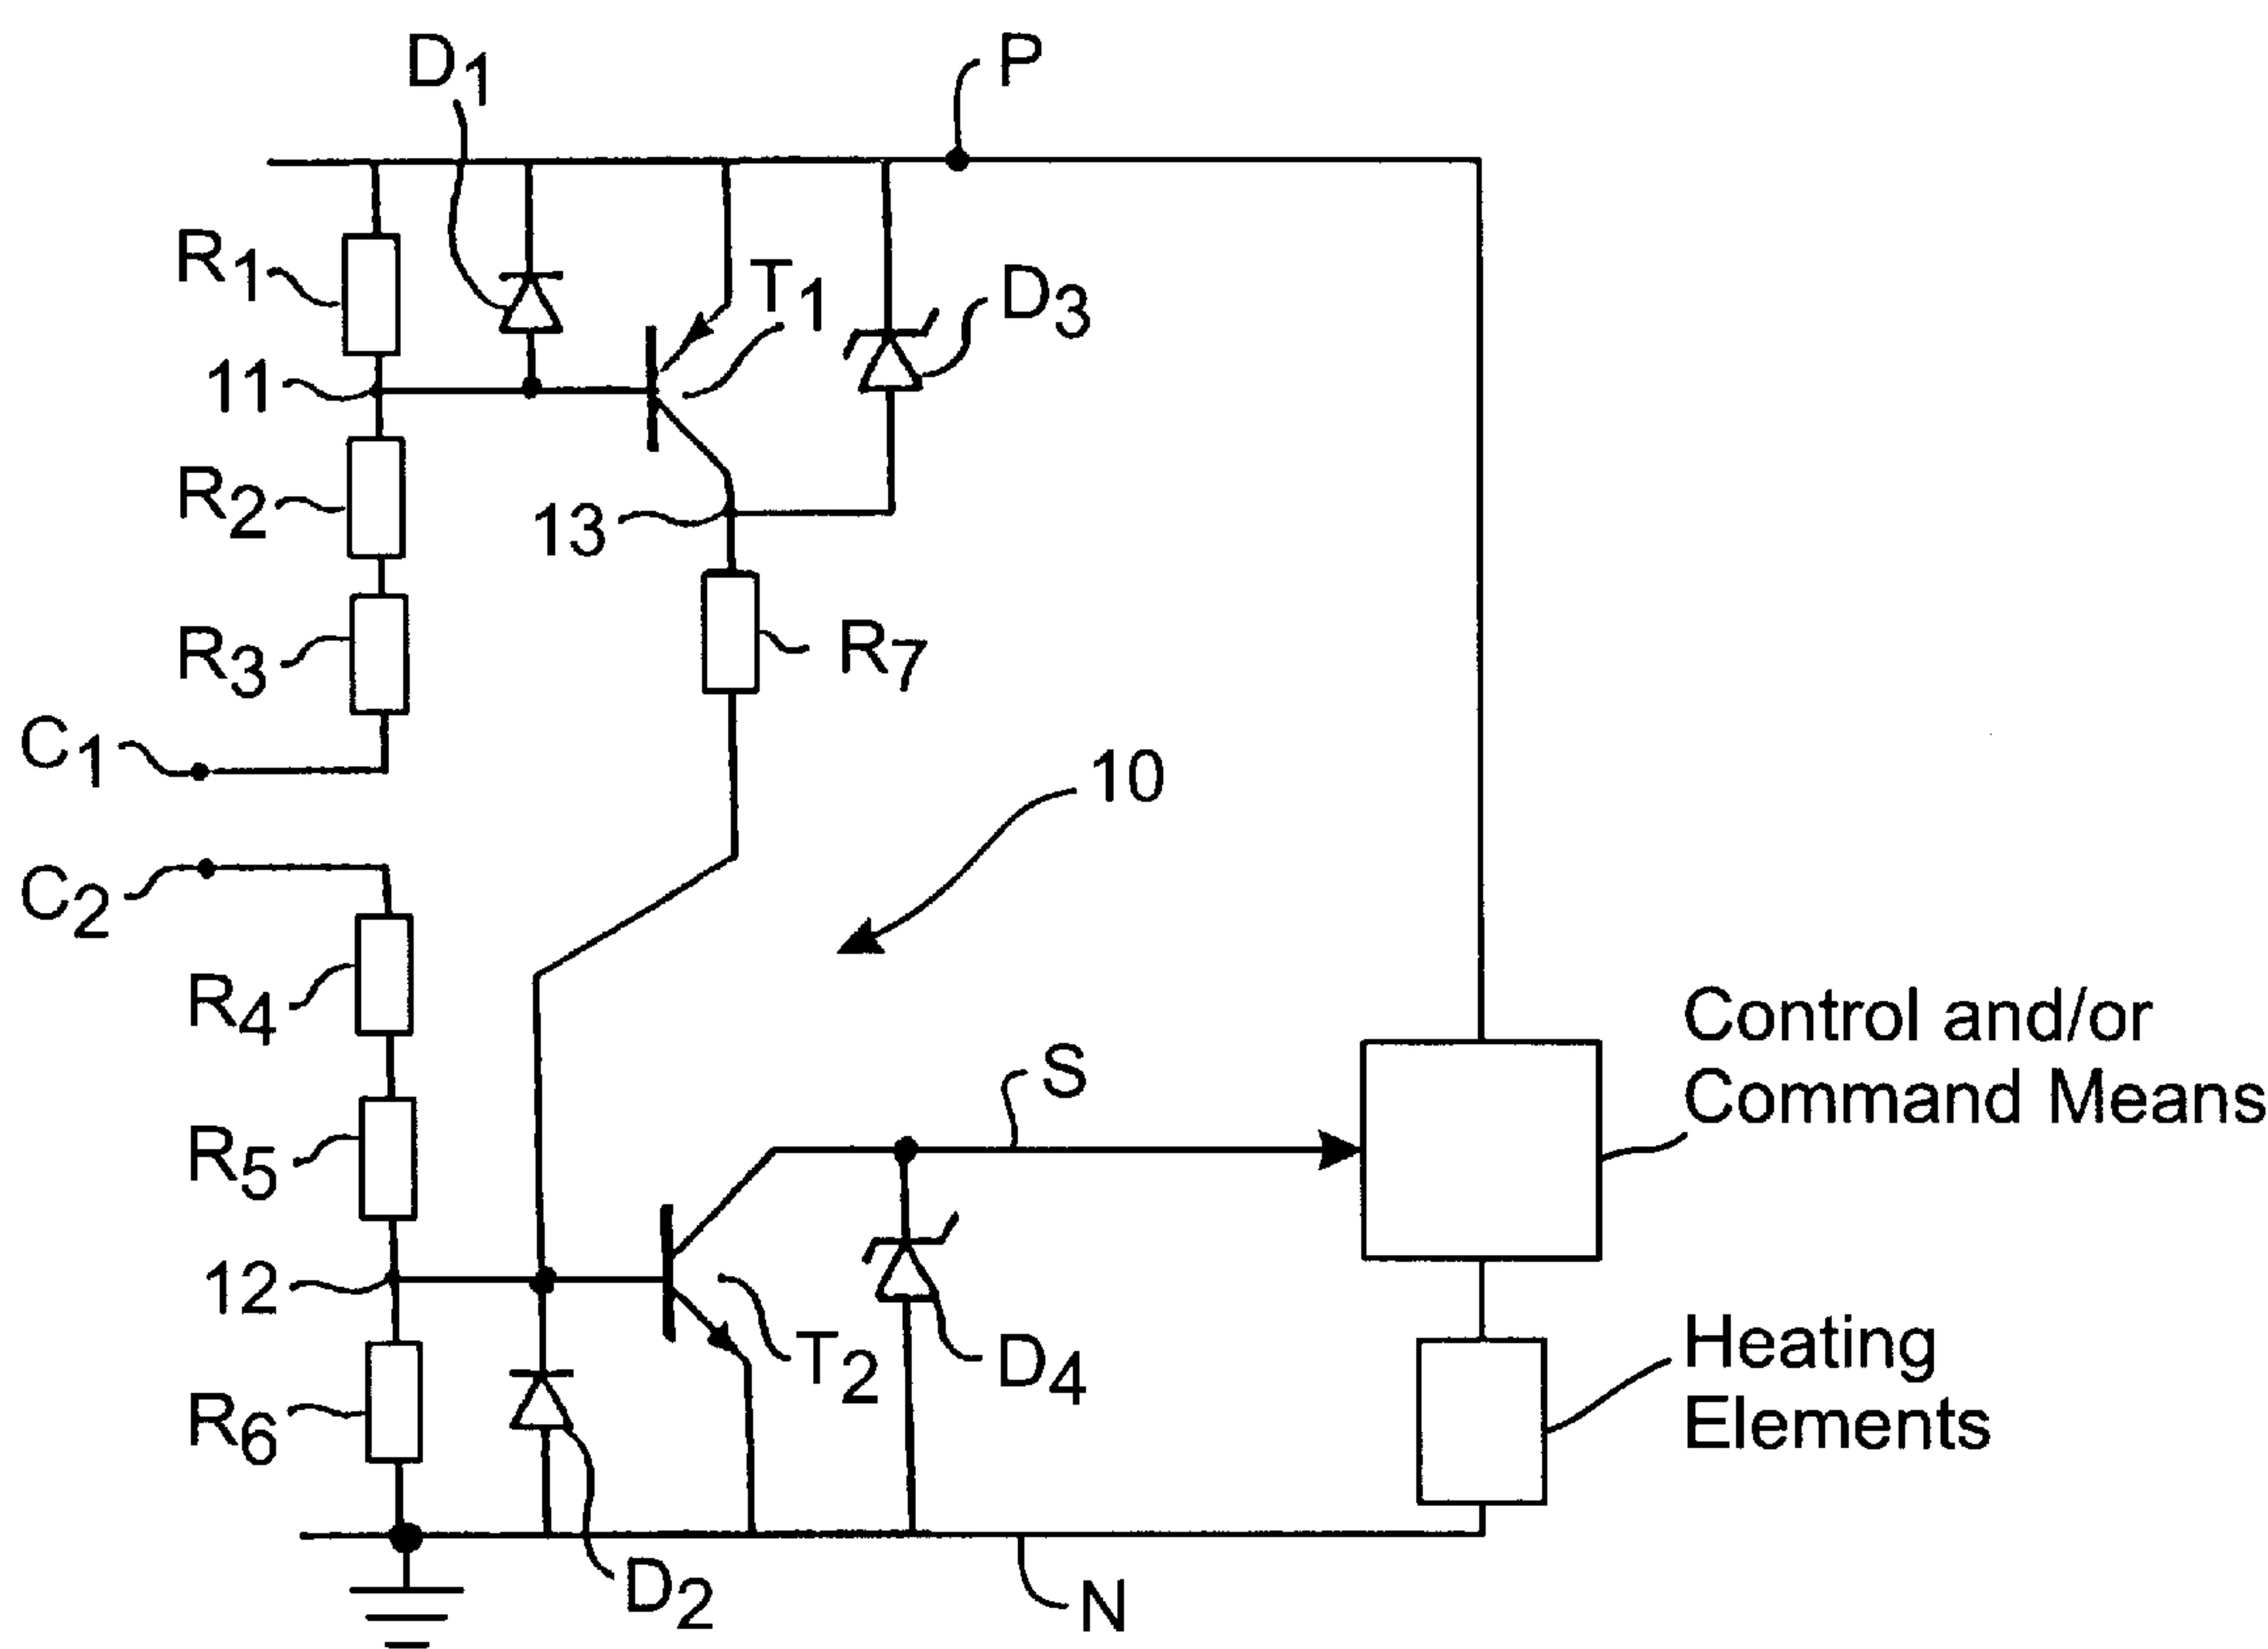 D1
P
R1
T1
D3
11
R2
13
R3
R7
C1
10
C2
R4
Control and/or
Command Means
S
R5
12
T2
D4
Heating
Elements
R6
D2
N